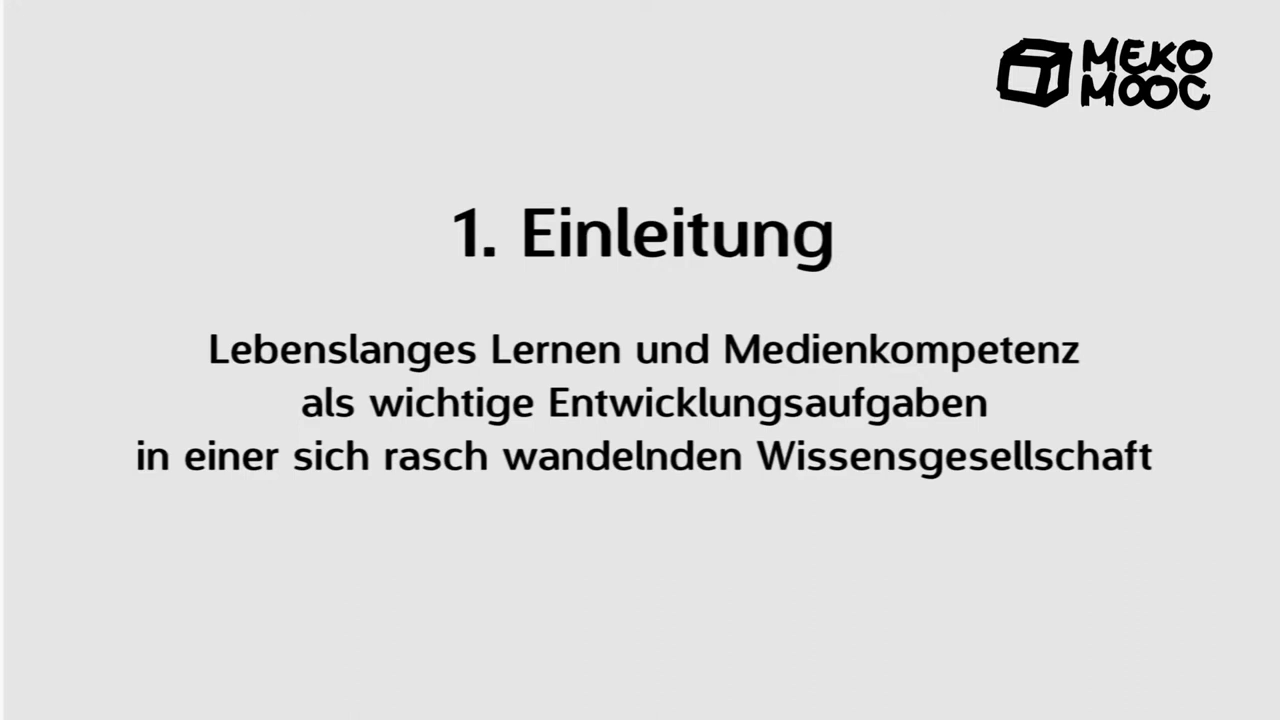 MEKO
MOOC
1. Einleitung
Lebenslanges Lernen und Medienkompetenz
als wichtige Entwicklungsaufgaben
in einer sich rasch wandelnden Wissensgesellschaft